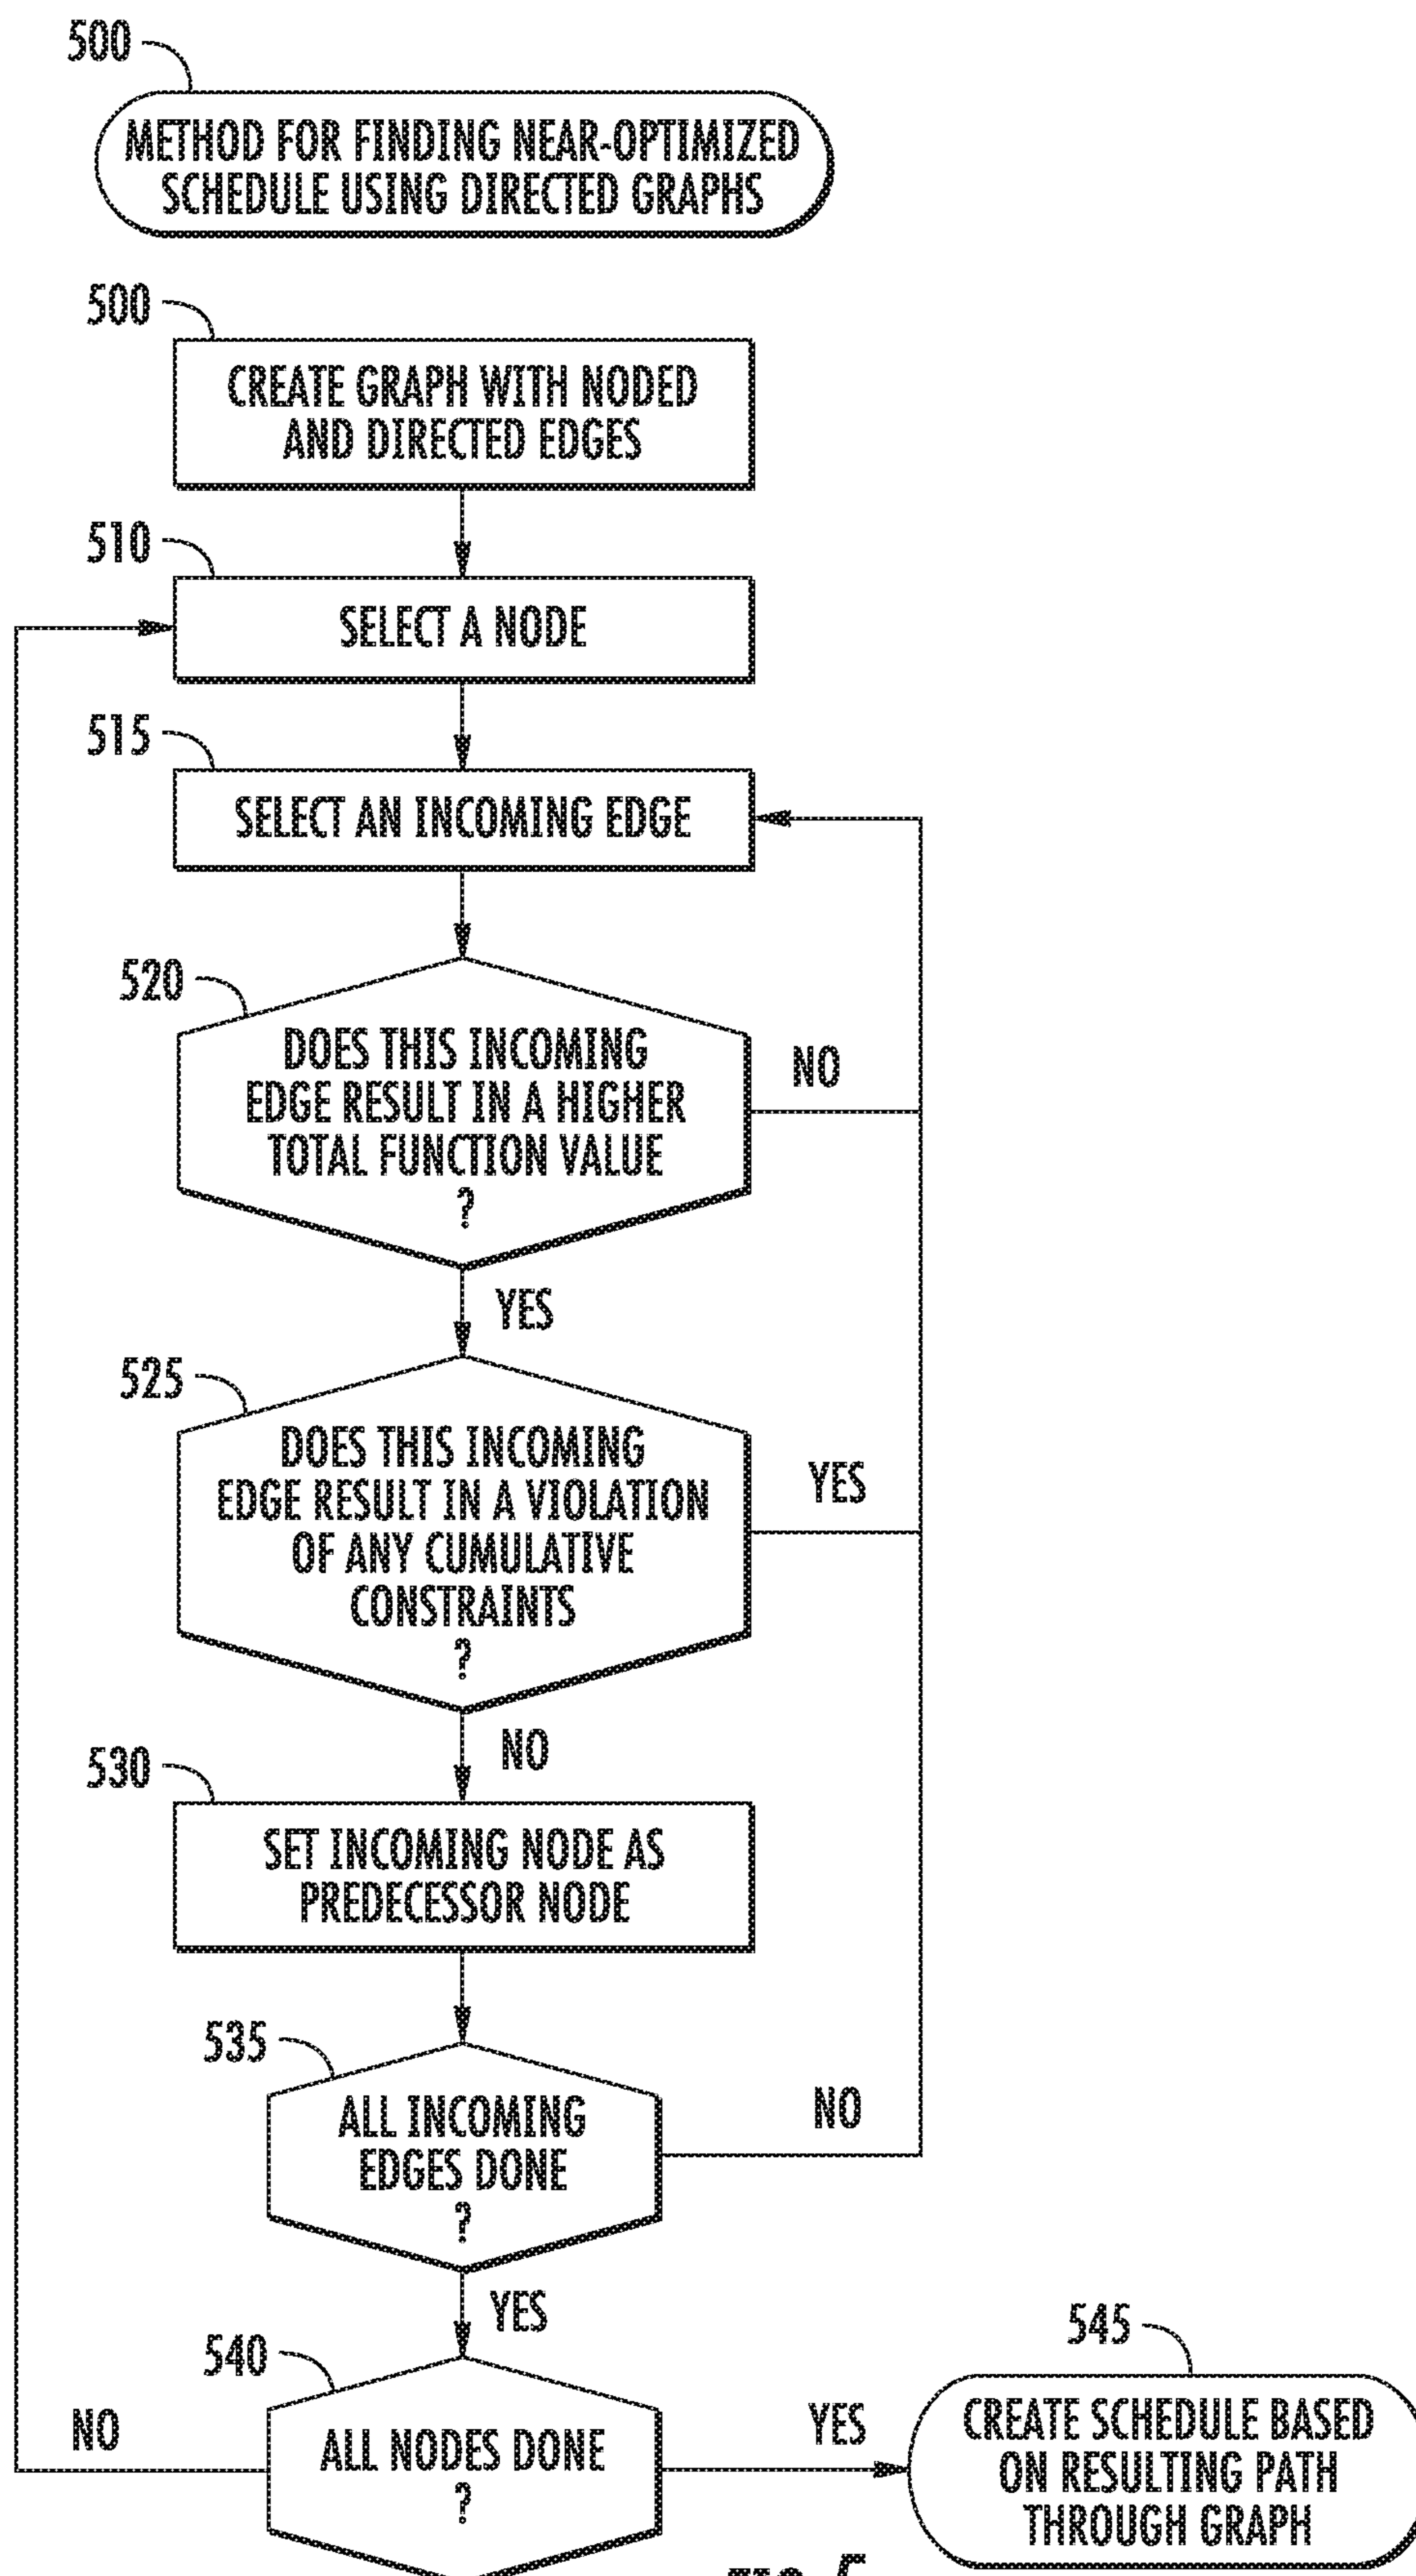 500
METHOD FOR FINDING NEAR-OPTIMIZED
SCHEDULE USING DIRECTED GRAPHS
500
CREATE GRAPH WITH NODED
AND DIRECTED EDGES
510
SELECT A NODE
515
SELECT AN INCOMING EDGE
520
DOES THIS INCOMING
EDGE RESULT IN A HIGHER
TOTAL FUNCTION VALUE
?
NO
YES
525
DOES THIS INCOMING
EDGE RESULT IN A VIOLATION
OF ANY CUMULATIVE
CONSTRAINTS
?
YES
NO
530
SET INCOMING NODE AS
PREDECESSOR NODE
535
ALL INCOMING
EDGES DONE
?
NO
YES
540
ALL NODES DONE
?
NO
YES
545
CREATE SCHEDULE BASED
ON RESULTING PATH
THROUGH GRAPH